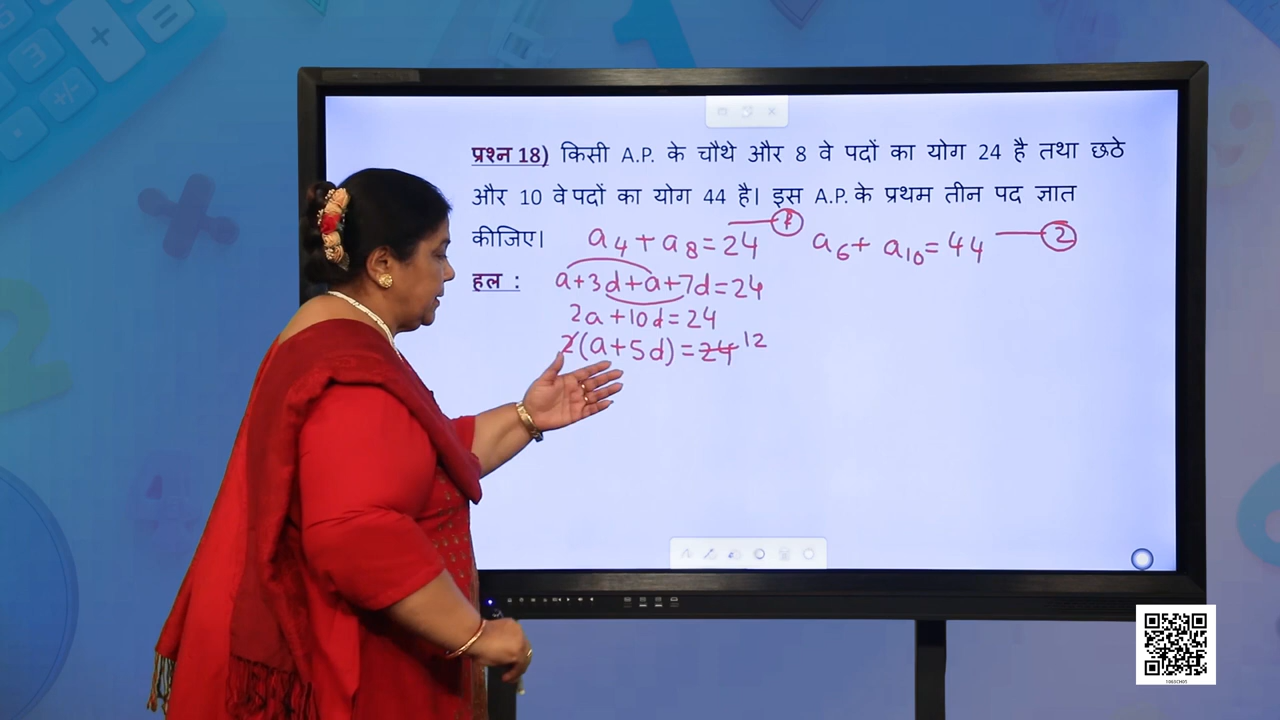 प्रश्न 18) किसी A.P. के चौथे और 8 वे पदों का योग 24 है तथा छठे
और 10 वे पदों का योग 44 है। इस A.P. के प्रथम तीन पद ज्ञात
कीजिए।
a₄ + a₈ = 24 — 1 a₆ + a₁₀ = 44 — 2
हल : a + 3d + a + 7d = 24
2a + 10d = 24
2(a + 5d) = 24 12